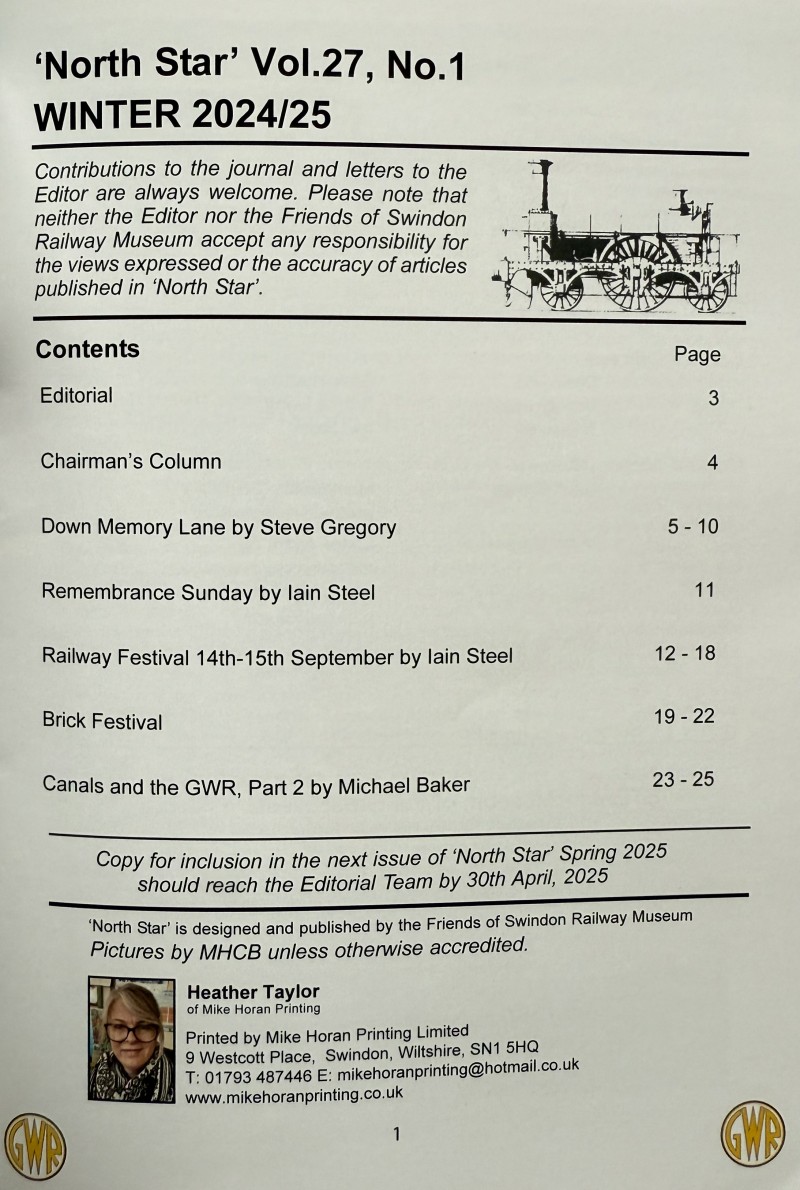 ‘North Star’ Vol.27, No.1
WINTER 2024/25
Contributions to the journal and letters to the
Editor are always welcome. Please note that
neither the Editor nor the Friends of Swindon
Railway Museum accept any responsibility for
the views expressed or the accuracy of articles
published in ‘North Star’.
Contents Page
Editorial 3
Chairman’s Column 4
Down Memory Lane by Steve Gregory 5 - 10
Remembrance Sunday by Iain Steel 11
Railway Festival 14th-15th September by Iain Steel 12 - 18
Brick Festival 19 - 22
Canals and the GWR, Part 2 by Michael Baker 23 - 25
Copy for inclusion in the next issue of ‘North Star’ Spring 2025
should reach the Editorial Team by 30th April, 2025
‘North Star’ is designed and published by the Friends of Swindon Railway Museum
Pictures by MHCB unless otherwise accredited.
Heather Taylor
of Mike Horan Printing
Printed by Mike Horan Printing Limited
9 Westcott Place, Swindon, Wiltshire, SN1 5HQ
T: 01793 487446 E: mikehoranprinting@hotmail.co.uk
www.mikehoranprinting.co.uk
GWR
1
GWR